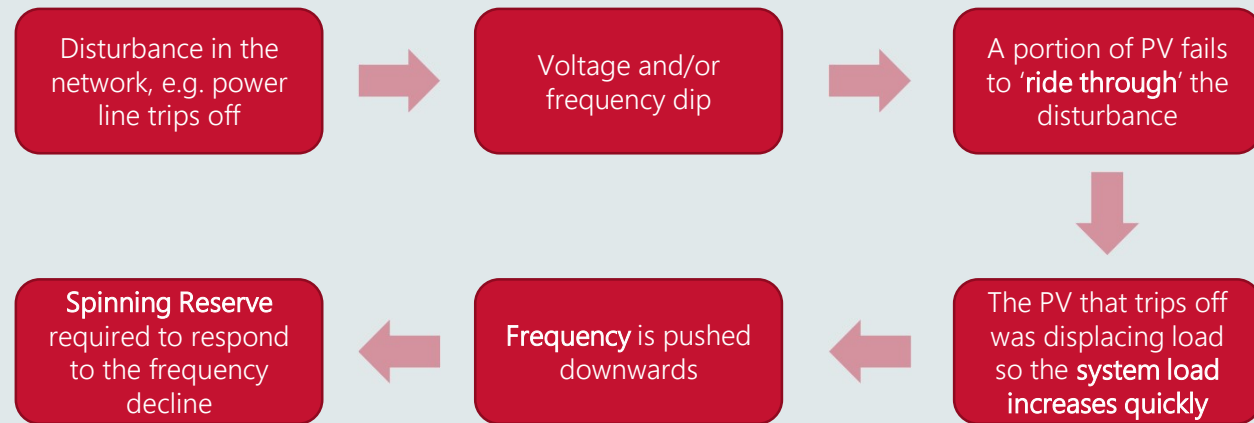 Disturbance in the
network, e.g. power
line trips off
Voltage and/or
frequency dip
A portion of PV fails
to ‘ride through’ the
disturbance
The PV that trips off
was displacing load
so the system load
increases quickly
Frequency is pushed
downwards
Spinning Reserve
required to respond
to the frequency
decline